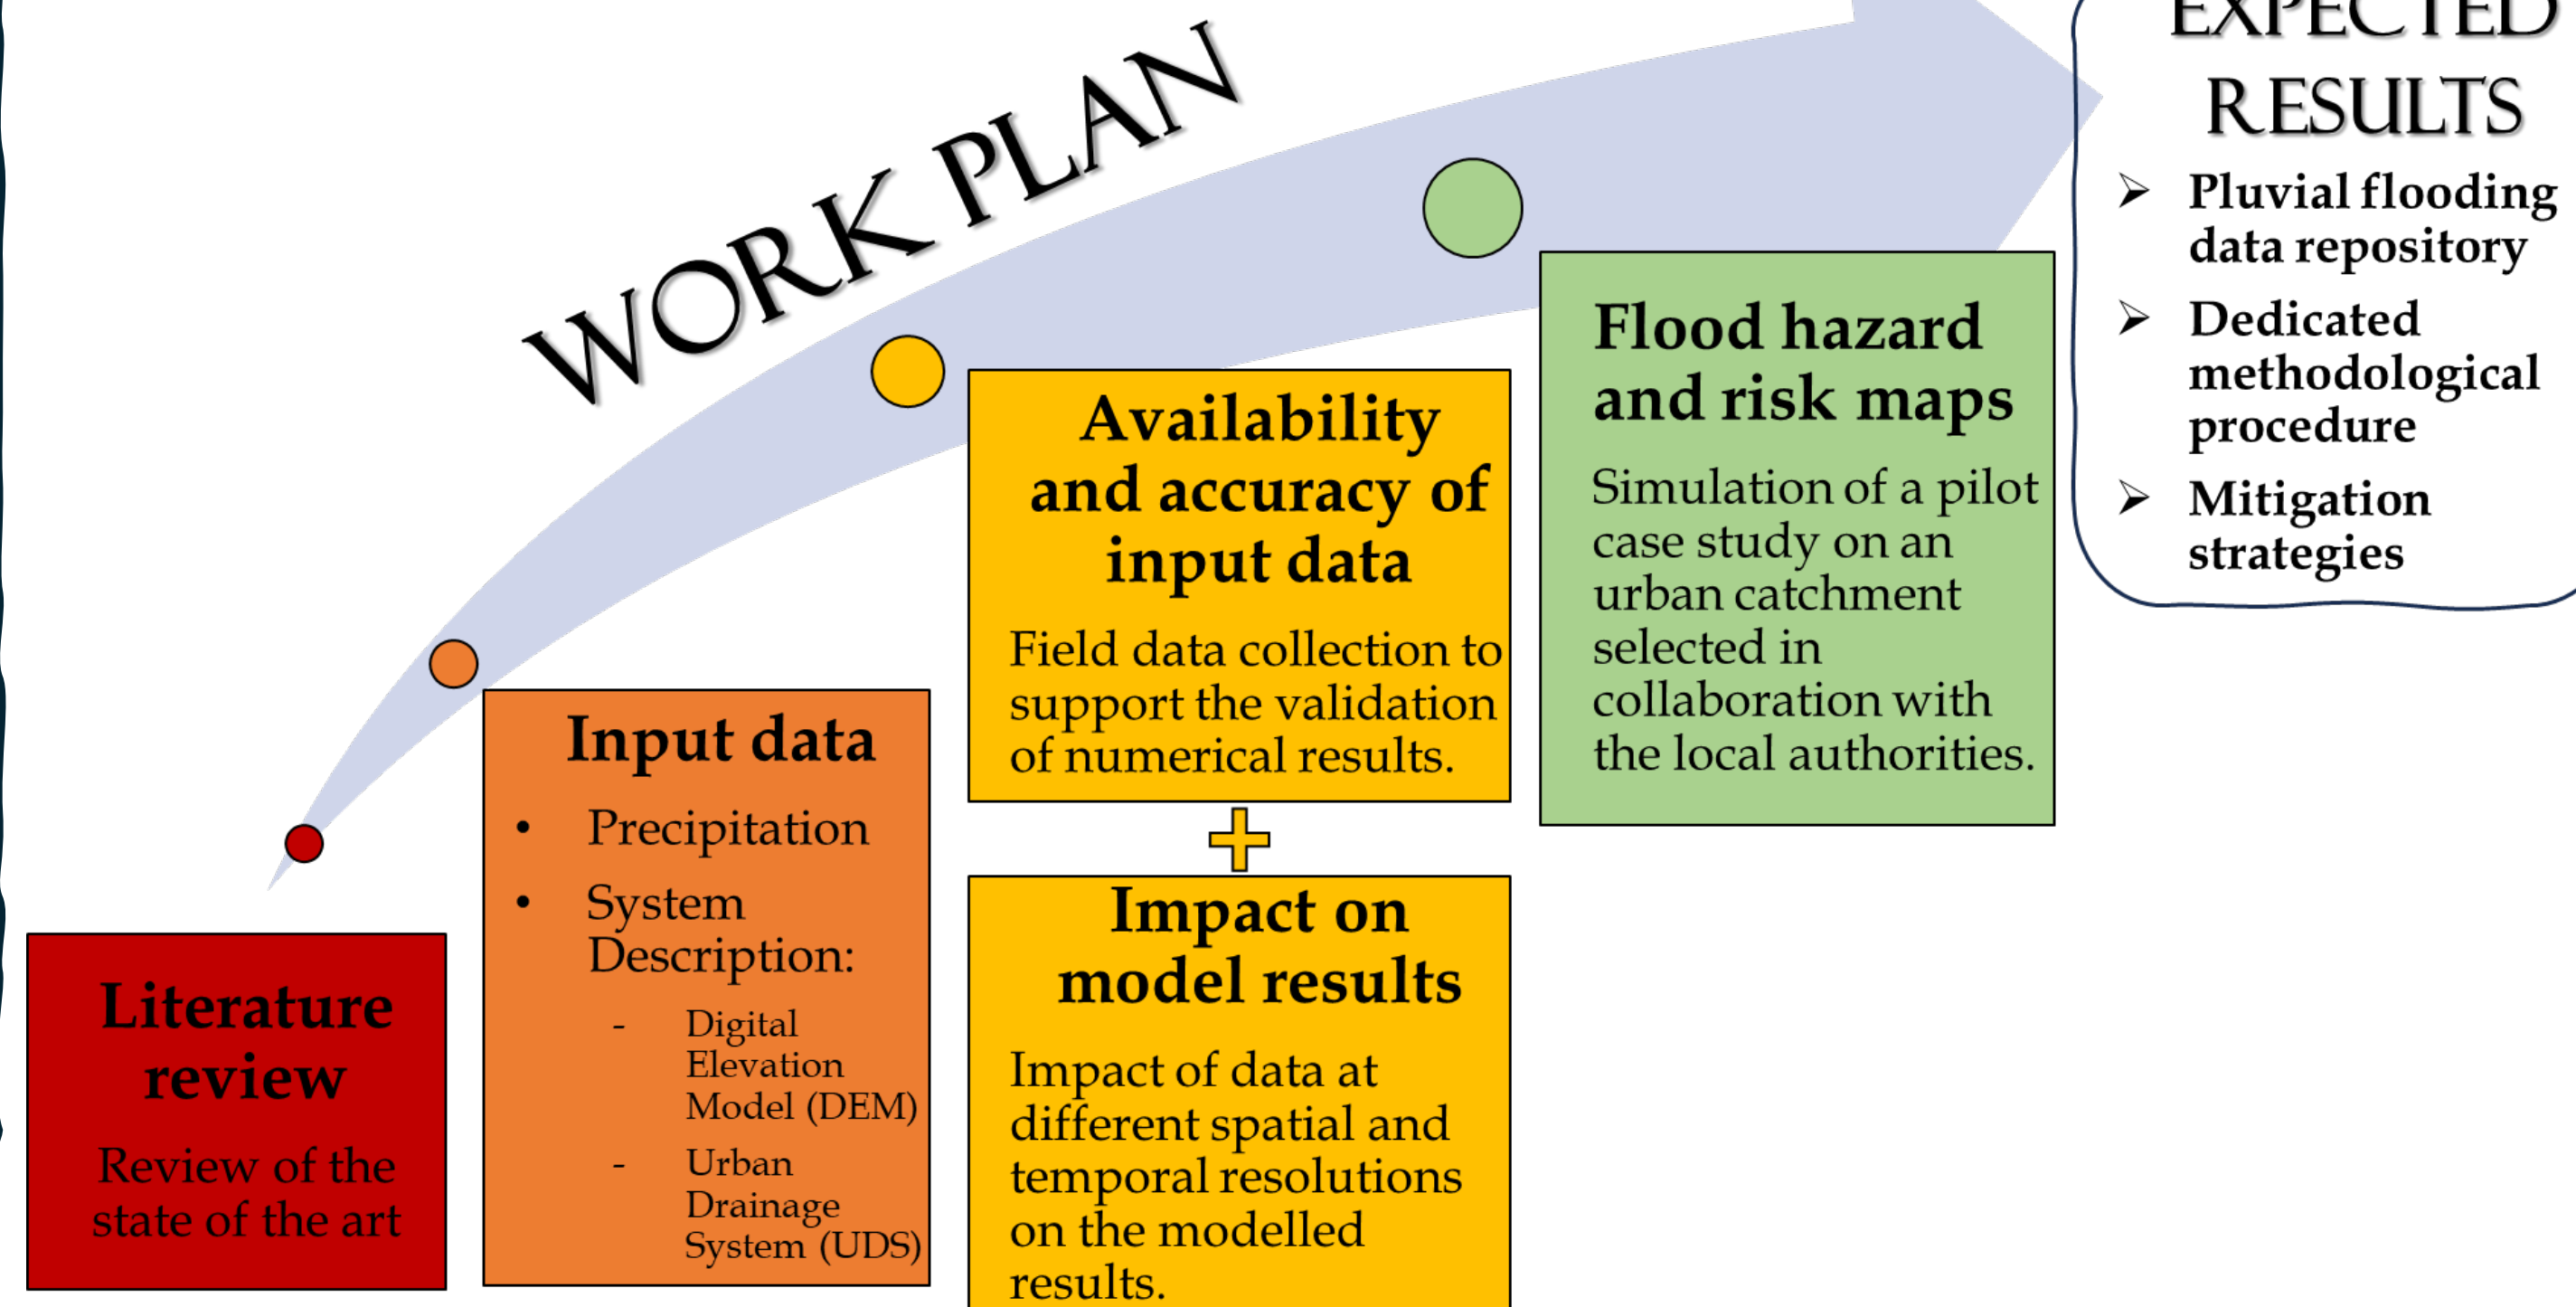 WORK PLAN
Literature
review
Review of the
state of the art
Input data
• Precipitation
• System
Description:
- Digital
Elevation
Model (DEM)
- Urban
Drainage
System (UDS)
Availability
and accuracy of
input data
Field data collection to
support the validation
of numerical results.
+
Impact on
model results
Impact of data at
different spatial and
temporal resolutions
on the modelled
results.
Flood hazard
and risk maps
Simulation of a pilot
case study on an
urban catchment
selected in
collaboration with
the local authorities.
EXPECTED
RESULTS
➢ Pluvial flooding
data repository
➢ Dedicated
methodological
procedure
➢ Mitigation
strategies